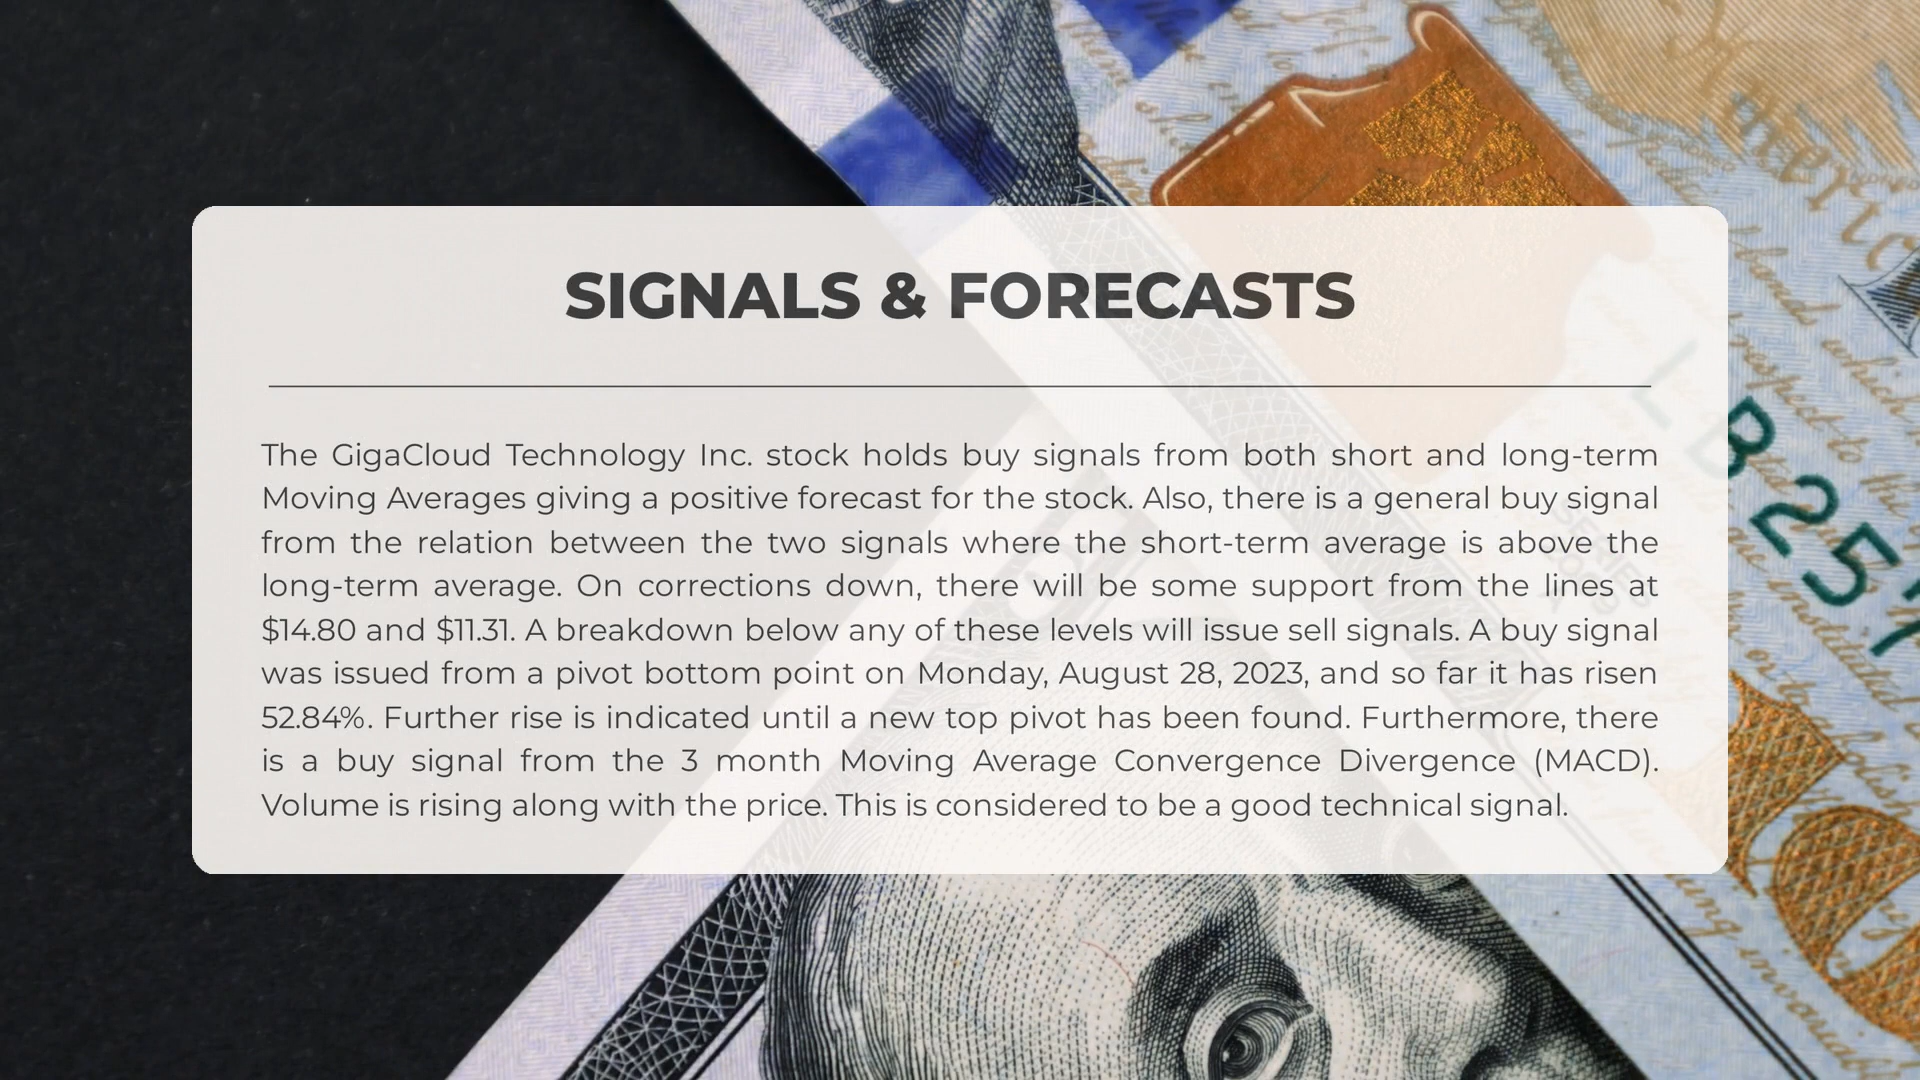 SIGNALS & FORECASTS
The GigaCloud Technology Inc. stock holds buy signals from both short and long-term
Moving Averages giving a positive forecast for the stock. Also, there is a general buy signal
from the relation between the two signals where the short-term average is above the
long-term average. On corrections down, there will be some support from the lines at
$14.80 and $11.31. A breakdown below any of these levels will issue sell signals. A buy signal
was issued from a pivot bottom point on Monday, August 28, 2023, and so far it has risen
52.84%. Further rise is indicated until a new top pivot has been found. Furthermore, there
is a buy signal from the 3 month Moving Average Convergence Divergence (MACD).
Volume is rising along with the price. This is considered to be a good technical signal.
LB25